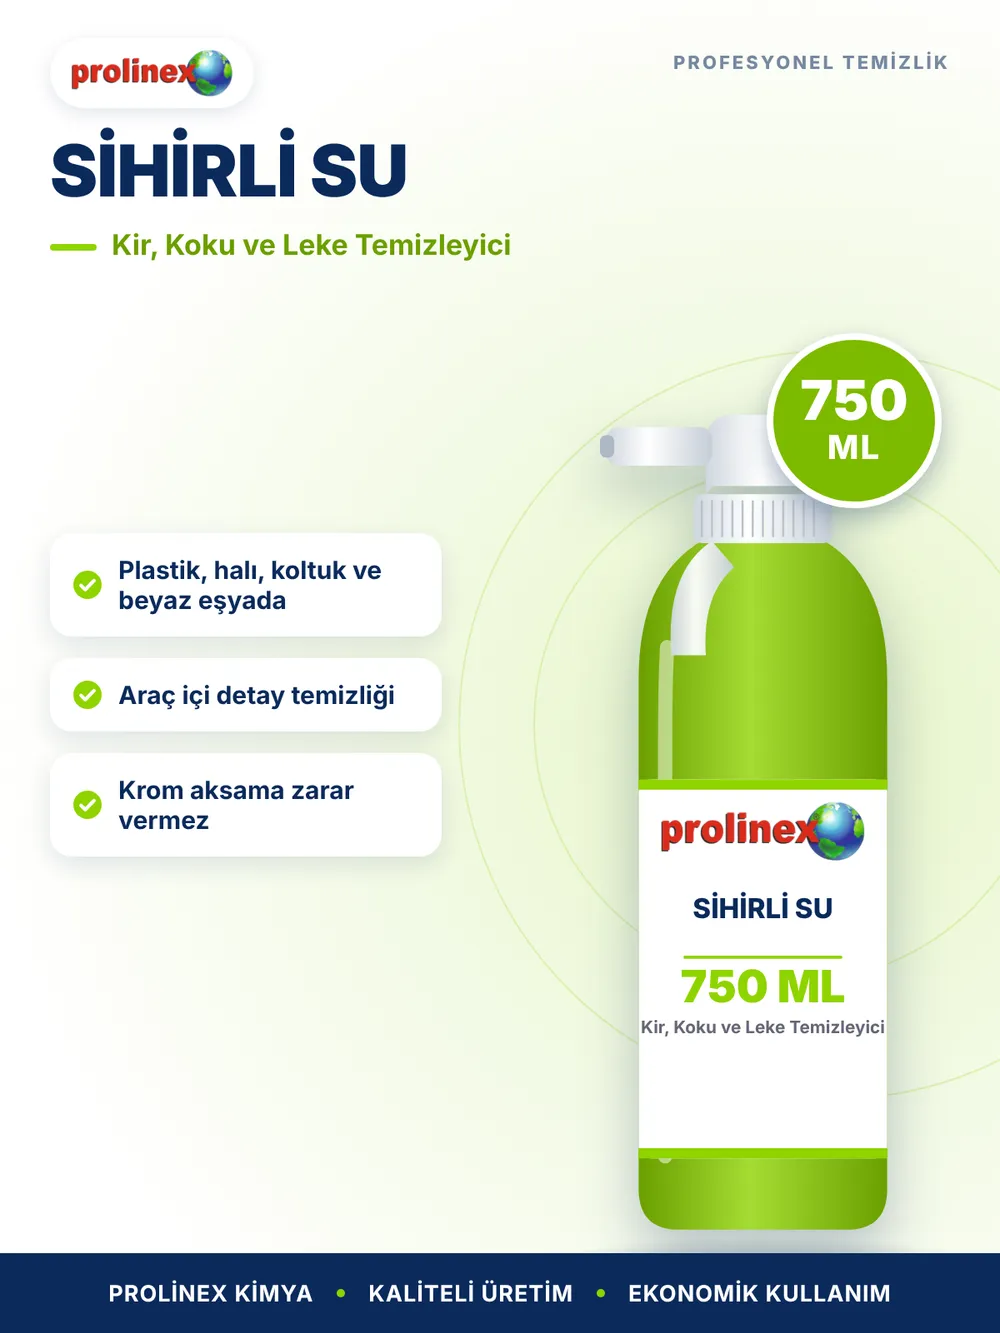 prolinex
PROFESYONEL TEMİZLİK
SİHİRLİ SU
Kir, Koku ve Leke Temizleyici
750
ML
Plastik, halı, koltuk ve
beyaz eşyada
Araç içi detay temizliği
Krom aksama zarar
vermez
prolinex
SİHİRLİ SU
750 ML
Kir, Koku ve Leke Temizleyici
PROLİNEX KİMYA • KALİTELİ ÜRETİM • EKONOMİK KULLANIM